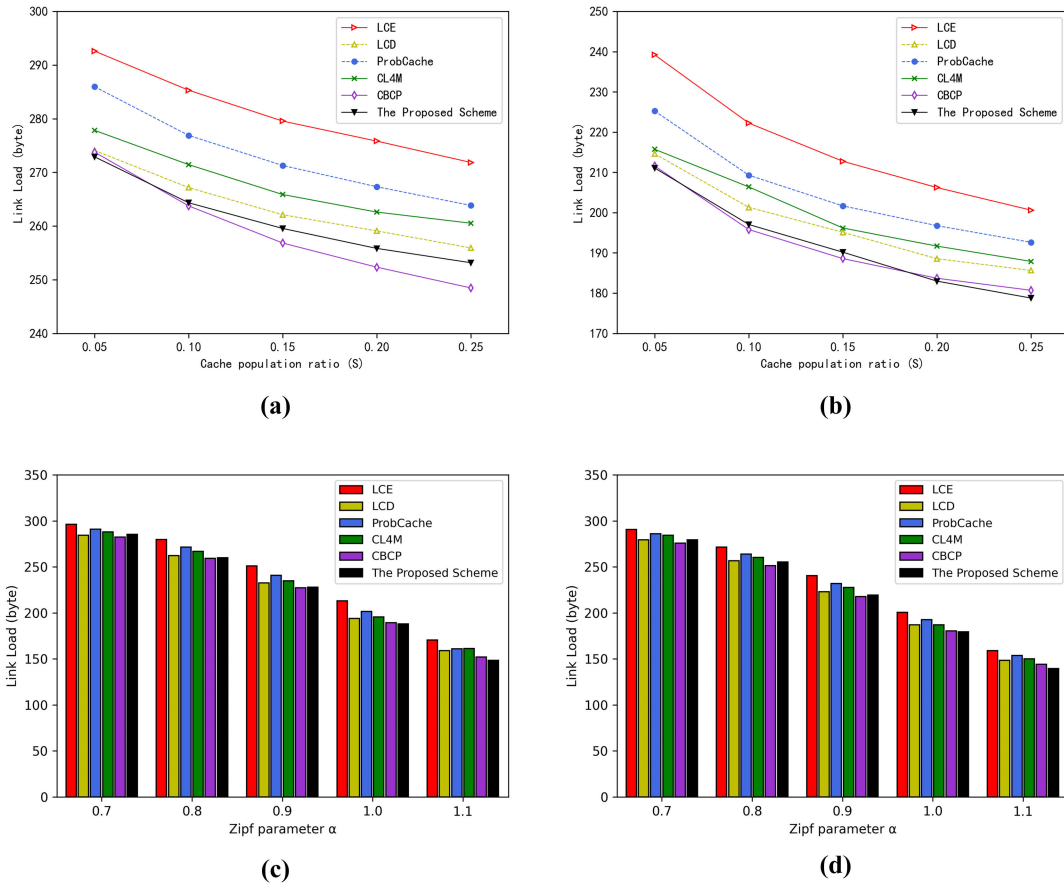 300
290
280
270
260
250
240
Link Load (byte)
0.05 0.10 0.15 0.20 0.25
Cache population ratio (S)
LCE
LCD
ProbCache
CL4M
CBCP
The Proposed Scheme
(a)
250
240
230
220
210
200
190
180
170
Link Load (byte)
0.05 0.10 0.15 0.20 0.25
Cache population ratio (S)
LCE
LCD
ProbCache
CL4M
CBCP
The Proposed Scheme
(b)
350
300
250
200
150
100
50
0
Link Load (byte)
0.7 0.8 0.9 1.0 1.1
Zipf parameter α
LCE
LCD
ProbCache
CL4M
CBCP
The Proposed Scheme
(c)
350
300
250
200
150
100
50
0
Link Load (byte)
0.7 0.8 0.9 1.0 1.1
Zipf parameter α
LCE
LCD
ProbCache
CL4M
CBCP
The Proposed Scheme
(d)